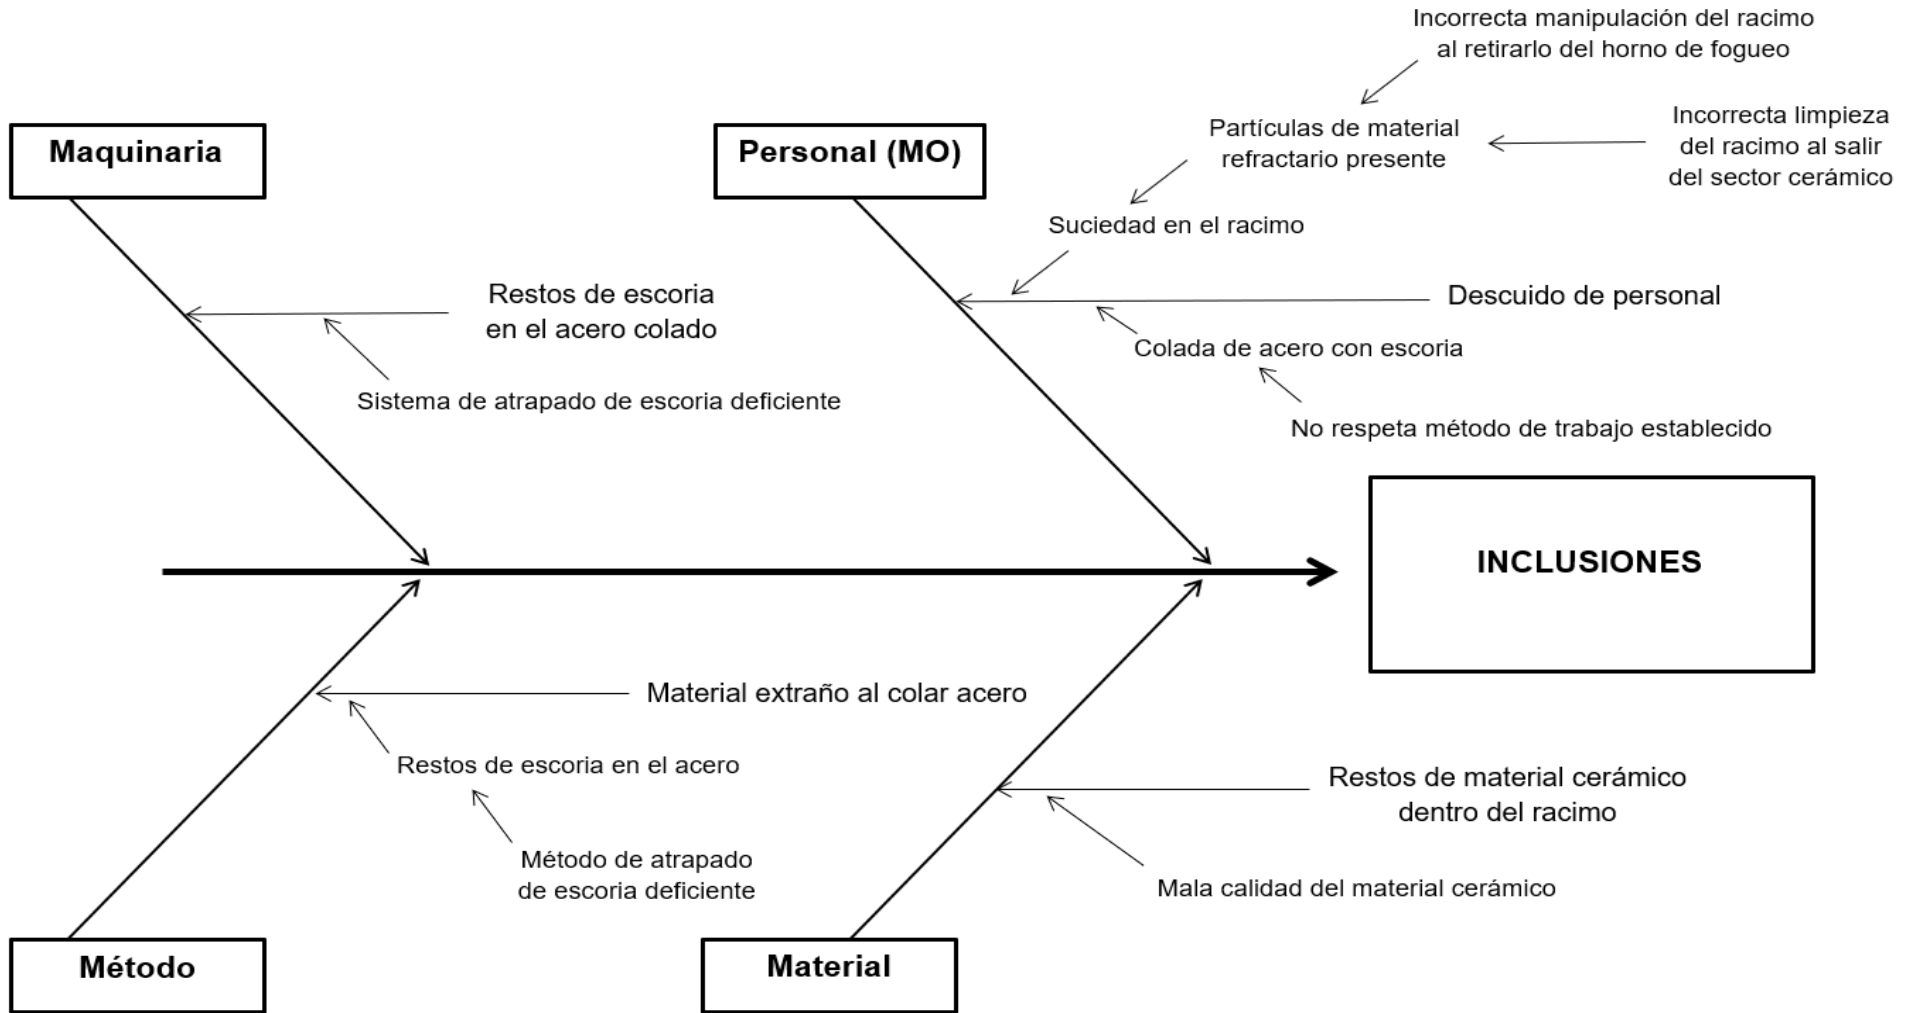 Incorrecta manipulación del racimo
al retirarlo del horno de fogueo
Maquinaria
Personal (MO)
Partículas de material
refractario presente
Incorrecta limpieza
del racimo al salir
del sector cerámico
Suciedad en el racimo
Restos de escoria
en el acero colado
Descuido de personal
Colada de acero con escoria
Sistema de atrapado de escoria deficiente
No respeta método de trabajo establecido
INCLUSIONES
Material extraño al colar acero
Restos de escoria en el acero
Restos de material cerámico
dentro del racimo
Método de atrapado
de escoria deficiente
Mala calidad del material cerámico
Método
Material